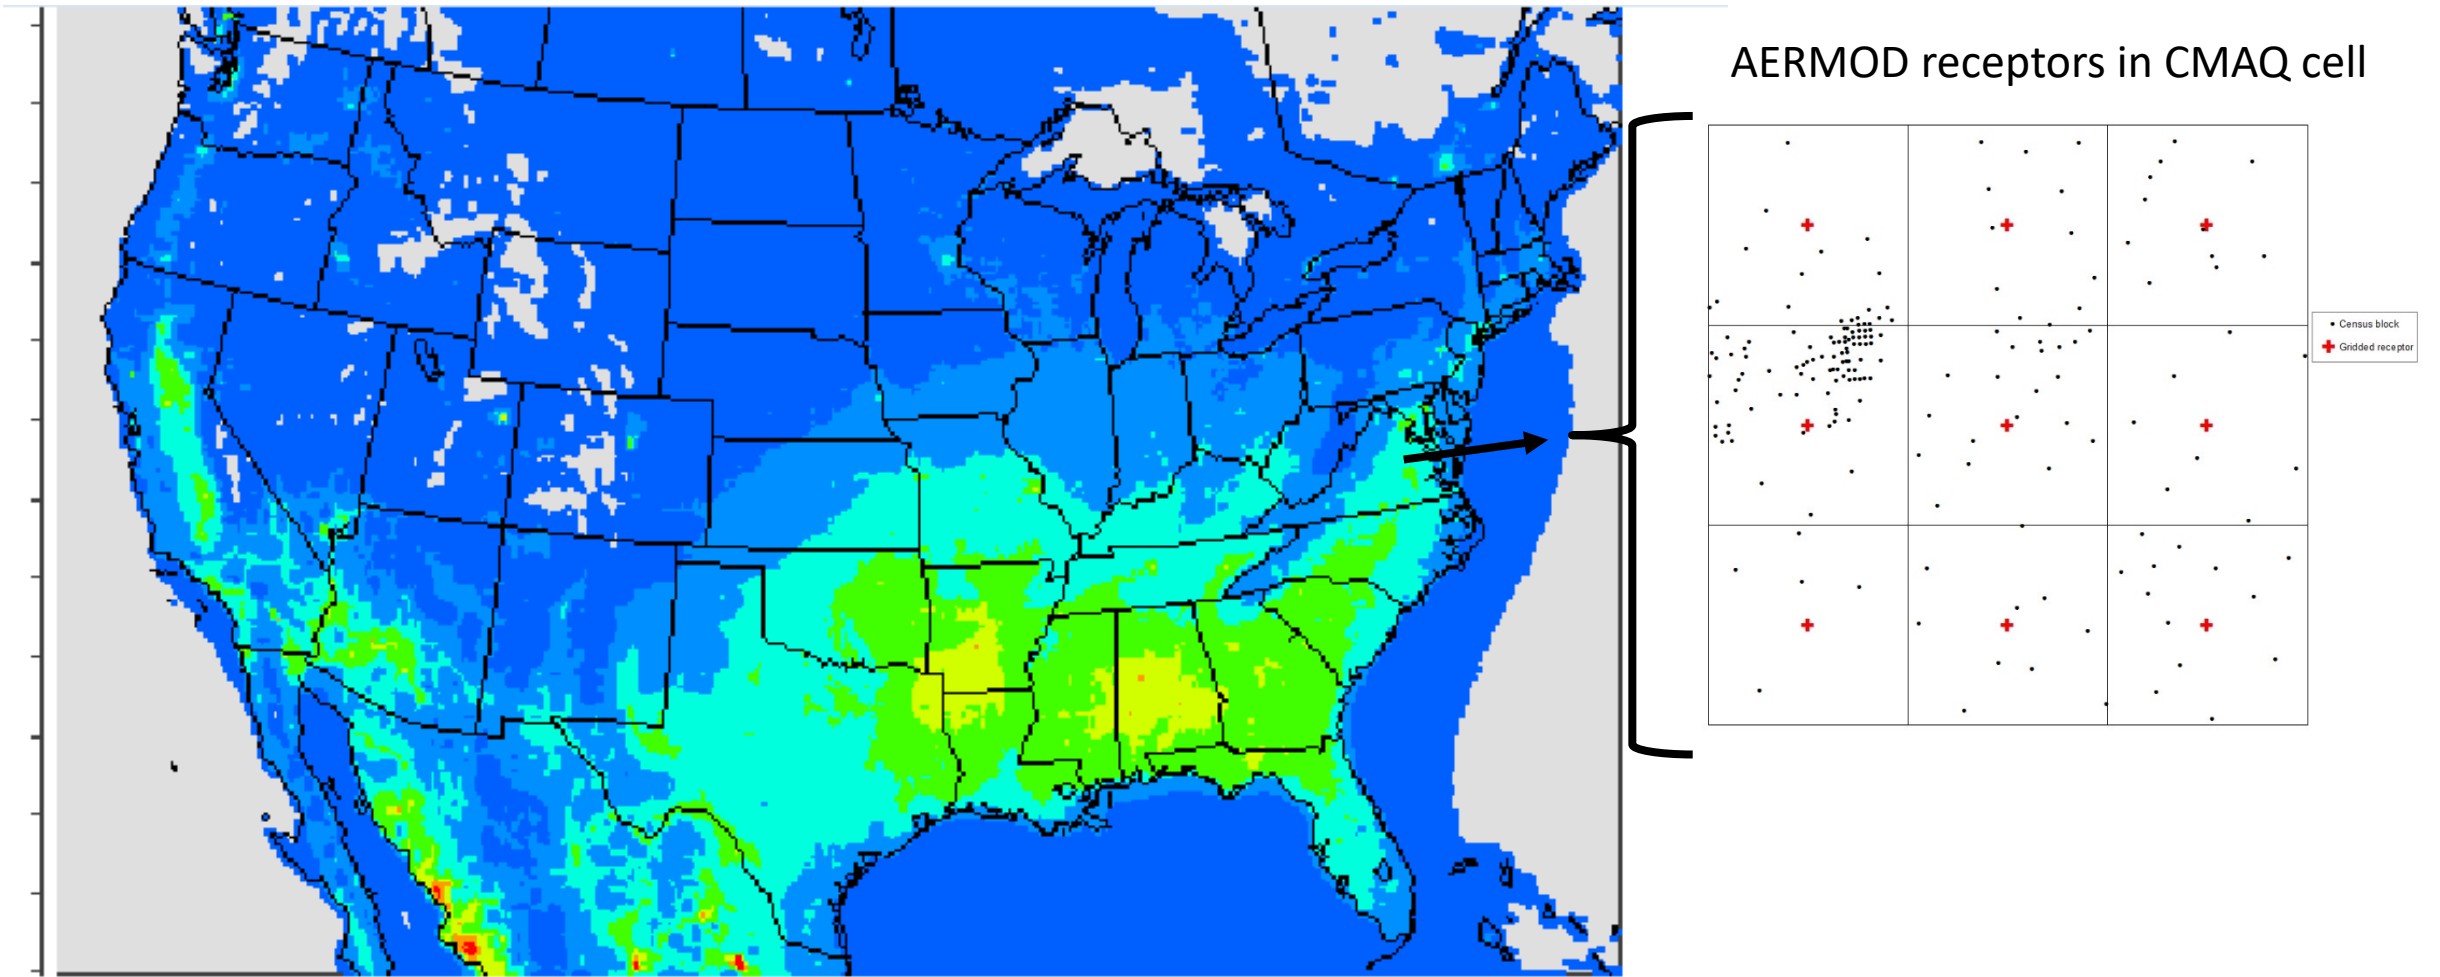 AERMOD receptors in CMAQ cell
Census block
Gridded receptor